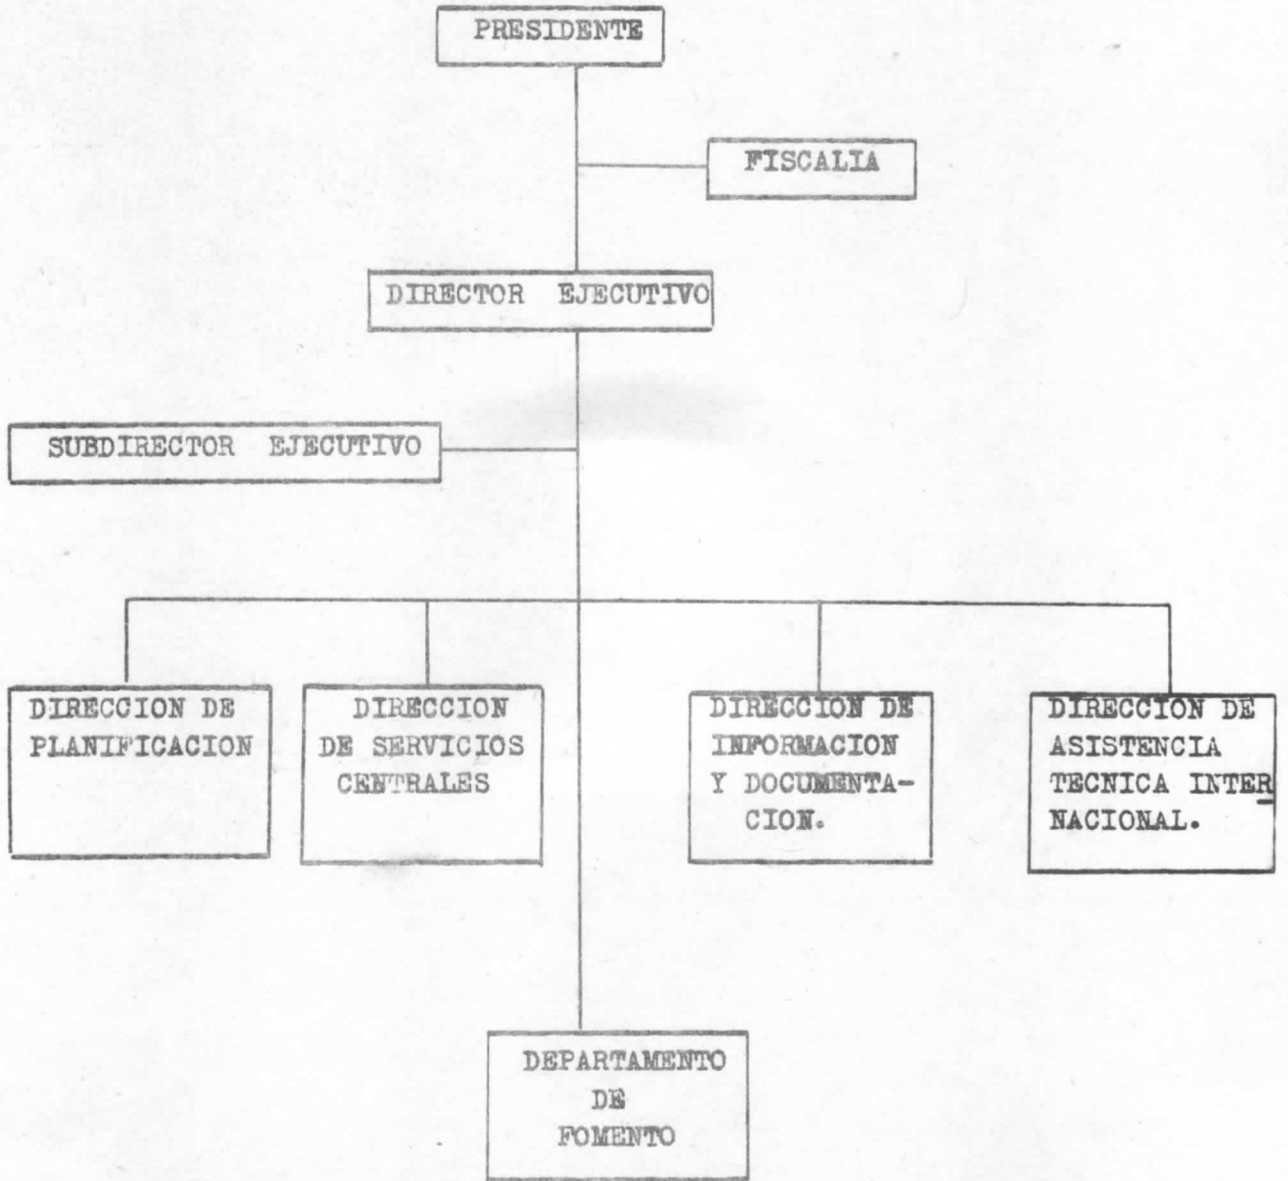 PRESIDENTE
FISCALIA
DIRECTOR EJECUTIVO
SUBDIRECTOR EJECUTIVO
DIRECCION DE
PLANIFICACION
DIRECCION
DE SERVICIOS
CENTRALES
DIRECCION DE
INFORMACION
Y DOCUMENTA-
CION.
DIRECCION DE
ASISTENCIA
TECNICA INTER
NACIONAL.
DEPARTAMENTO
DE
FOMENTO